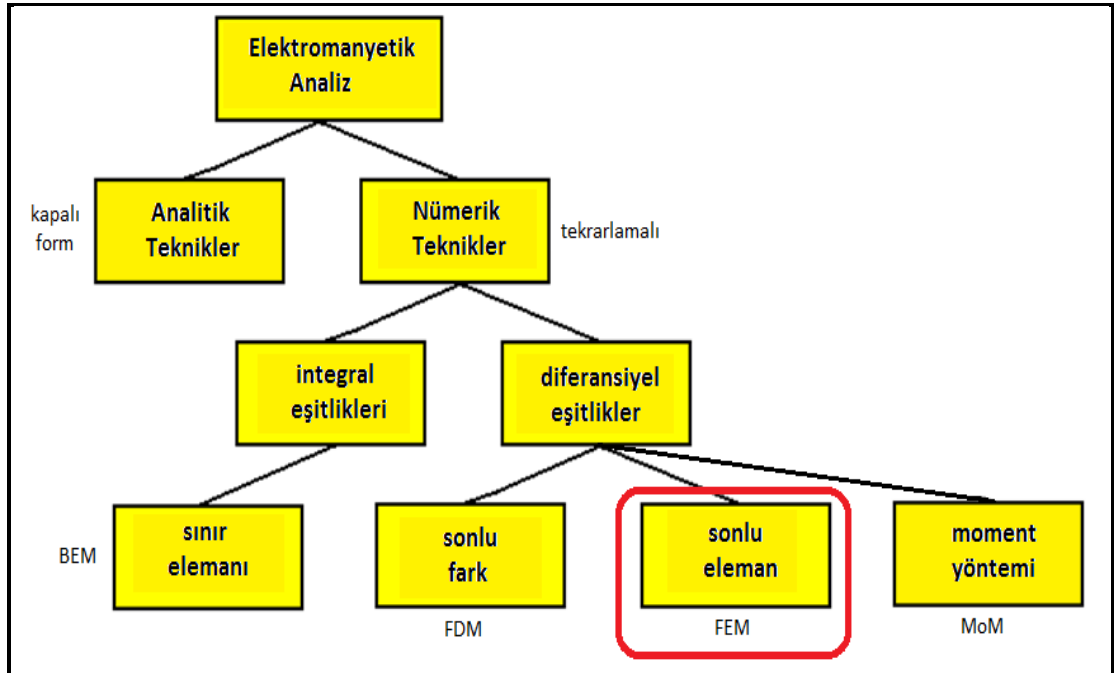 Elektromanyetik
Analiz
kapalı
form
Analitik
Teknikler
Nümerik
Teknikler
tekrarlamalı
integral
eşitlikleri
diferansiyel
eşitlikler
BEM
sınır
elemanı
sonlu
fark
FDM
sonlu
eleman
FEM
moment
yöntemi
MoM